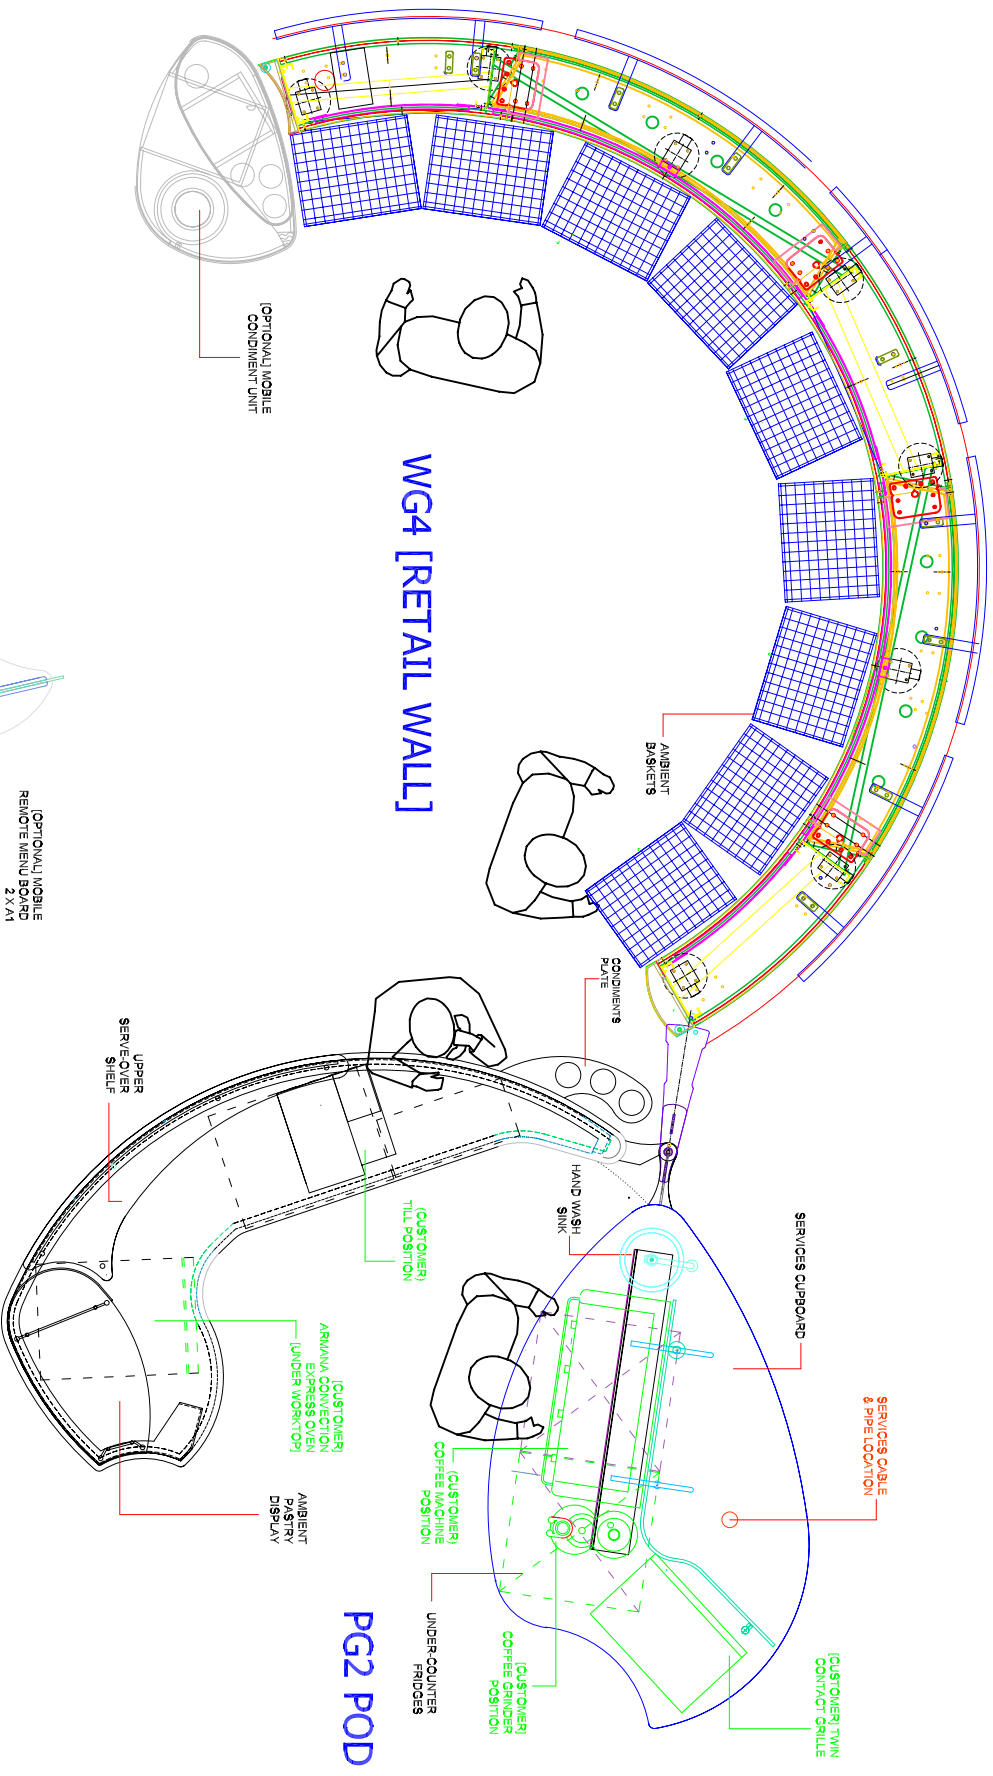 [OPTIONAL] MOBILE
CONDIMENT UNIT
WG4 [RETAIL WALL]
AMBIENT
BASKETS
[OPTIONAL] MOBILE
REMOTE MENU BOARD
2 X A1
CONDIMENTS
PLATE
UPPER
SERVE-OVER
SHELF
(CUSTOMER)
TILL POSITION
HAND WASH
SINK
SERVICES CUPBOARD
SERVICES CABLE
& PIPE LOCATION
[CUSTOMER]
ARMANA CONVECTION
EXPRESS OVEN
[UNDER WORKTOP]
(CUSTOMER)
COFFEE MACHINE
POSITION
AMBIENT
PASTRY
DISPLAY
UNDER-COUNTER
FRIDGES
[CUSTOMER]
COFFEE GRINDER
POSITION
[CUSTOMER] TWIN
CONTACT GRILLE
PG2 POD